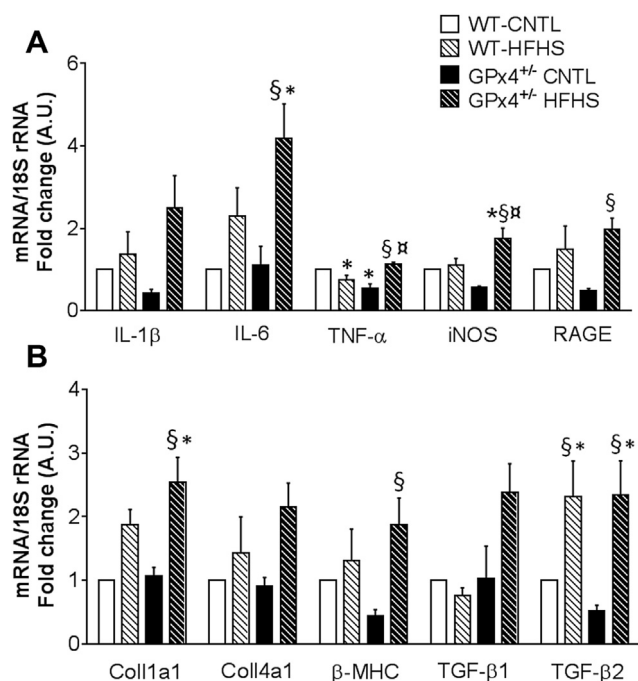 A
WT-CNTL
WT-HFHS
GPx4+/- CNTL
GPx4+/- HFHS
mRNA/18S rRNA
Fold change (A.U.)
6
4
2
0
§*
* * §¤
*§¤
§
IL-1β IL-6 TNF-α iNOS RAGE
B
mRNA/18S rRNA
Fold change (A.U.)
4
3
2
1
0
§*
§
§* §*
Coll1a1 Coll4a1 β-MHC TGF-β1 TGF-β2